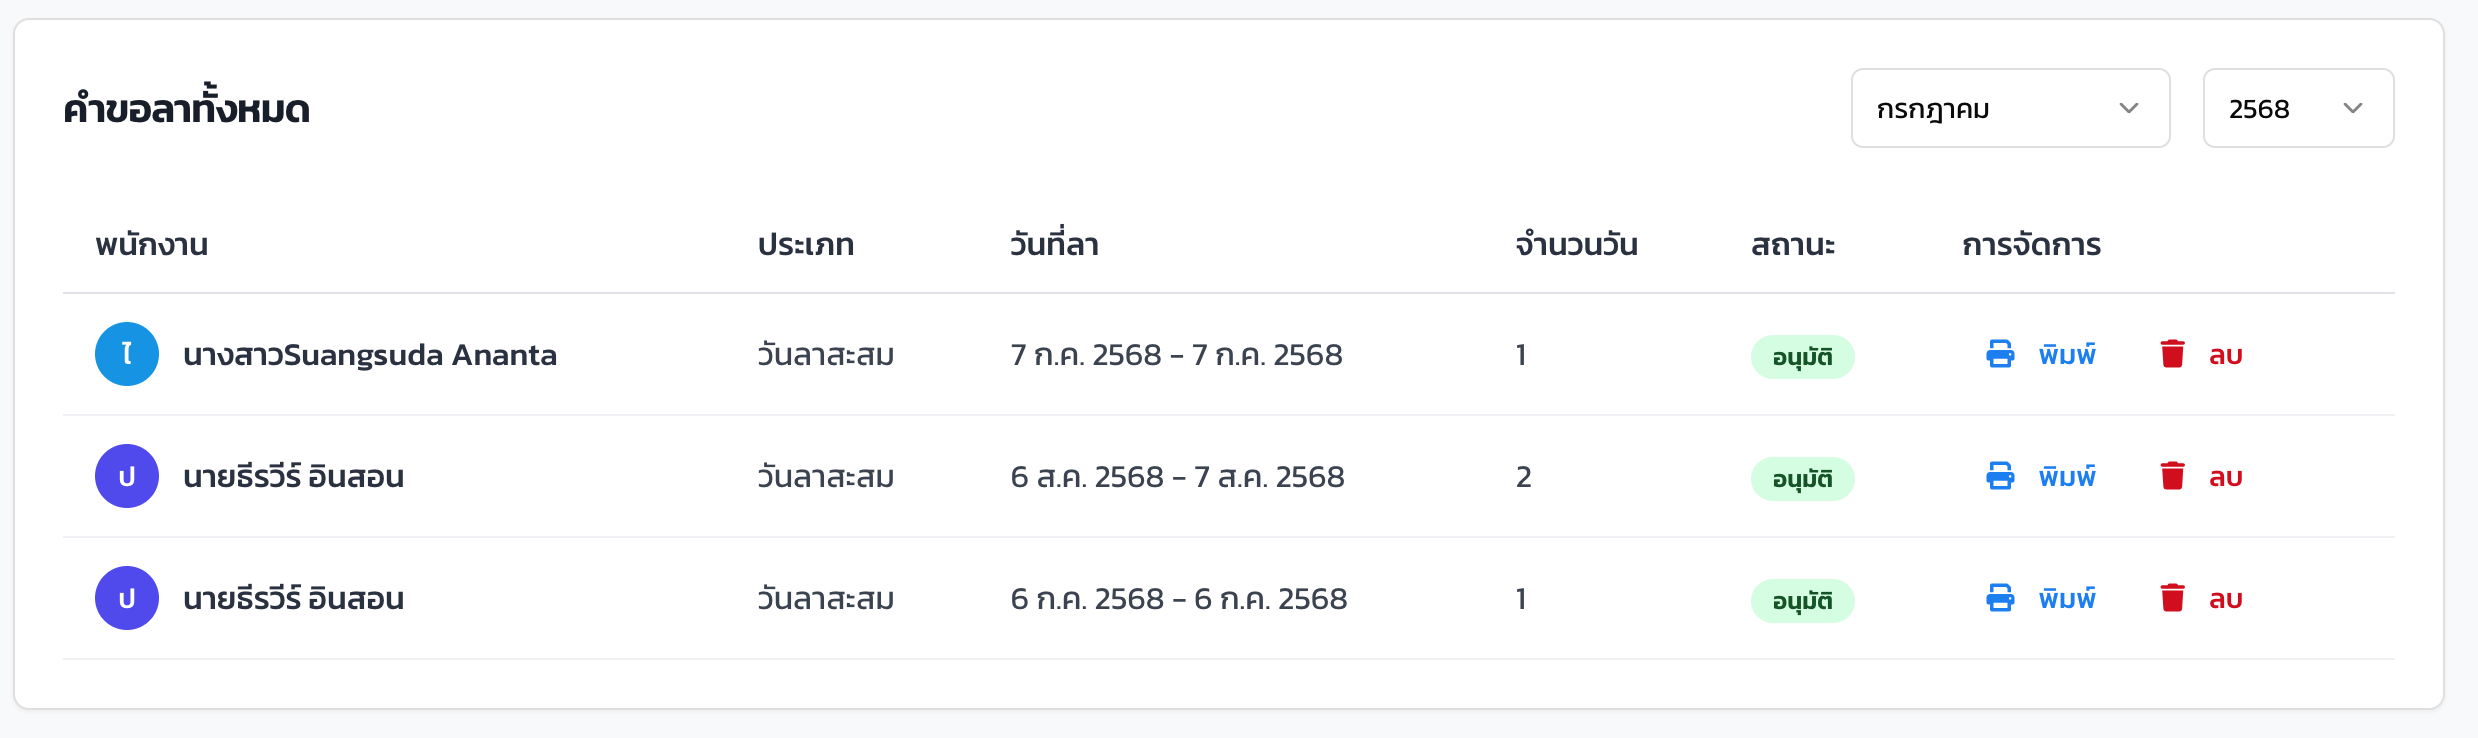 คำขอลาทั้งหมด กรกฎาคม 2568
พนักงาน ประเภท วันที่ลา จำนวนวัน สถานะ การจัดการ
ใ นางสาวSuangsuda Ananta วันลาสะสม 7 ก.ค. 2568 - 7 ก.ค. 2568 1 อนุมัติ พิมพ์ ลบ
ป นายธีรวีร์ อินสอน วันลาสะสม 6 ส.ค. 2568 - 7 ส.ค. 2568 2 อนุมัติ พิมพ์ ลบ
ป นายธีรวีร์ อินสอน วันลาสะสม 6 ก.ค. 2568 - 6 ก.ค. 2568 1 อนุมัติ พิมพ์ ลบ